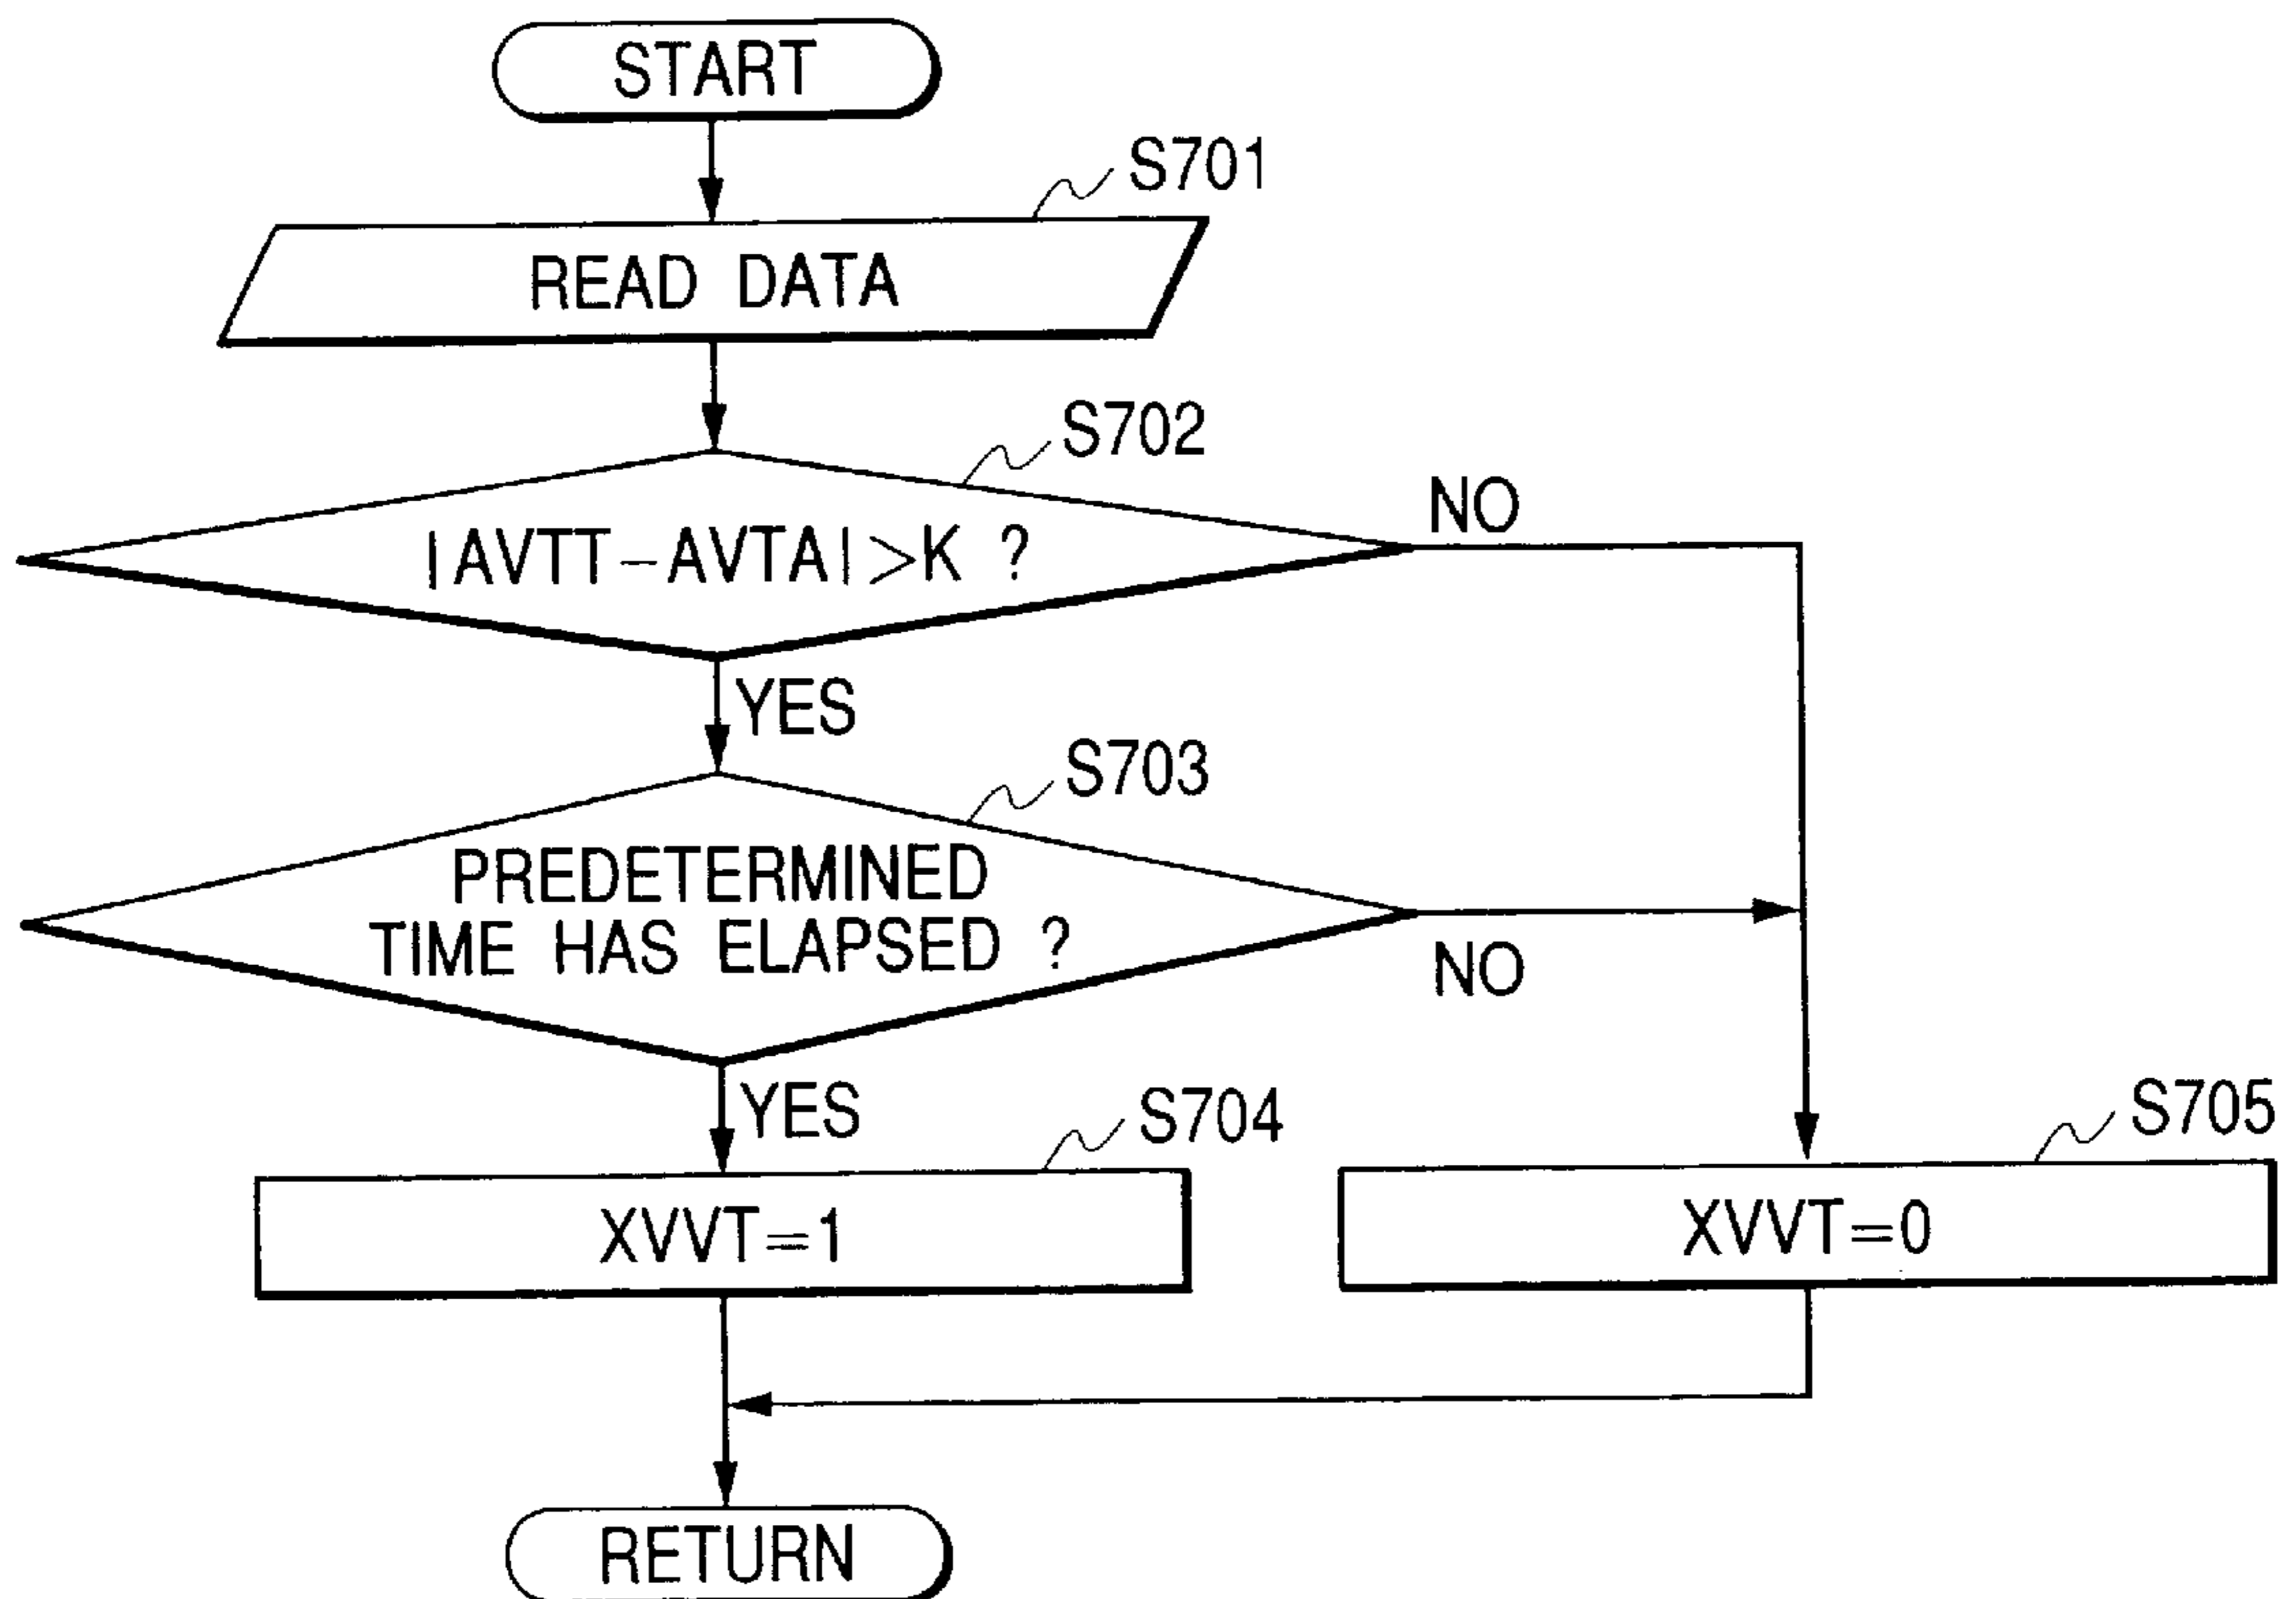 START
S701
READ DATA
S702
|AVTT-AVTA|>K ?
NO
YES
S703
PREDETERMINED
TIME HAS ELAPSED ?
NO
YES
S704
S705
XVVT=1
XVVT=0
RETURN